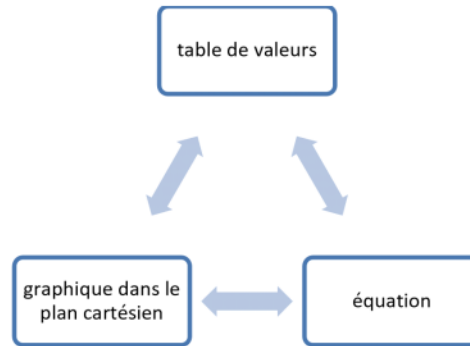 table de valeurs
graphique dans le
plan cartésien
équation